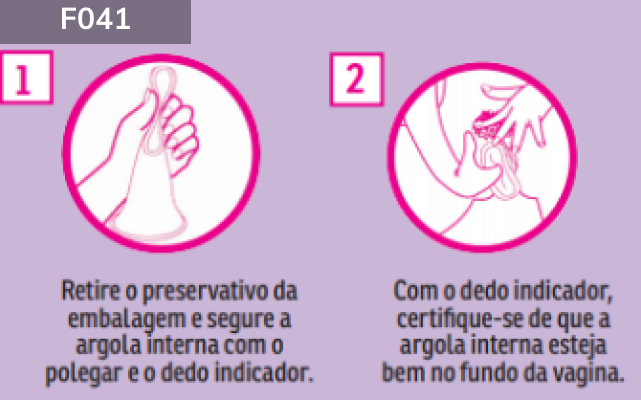 F041
1
Retire o preservativo da
embalagem e segure a
argola interna com o
polegar e o dedo indicador.
2
Com o dedo indicador,
certifique-se de que a
argola interna esteja
bem no fundo da vagina.